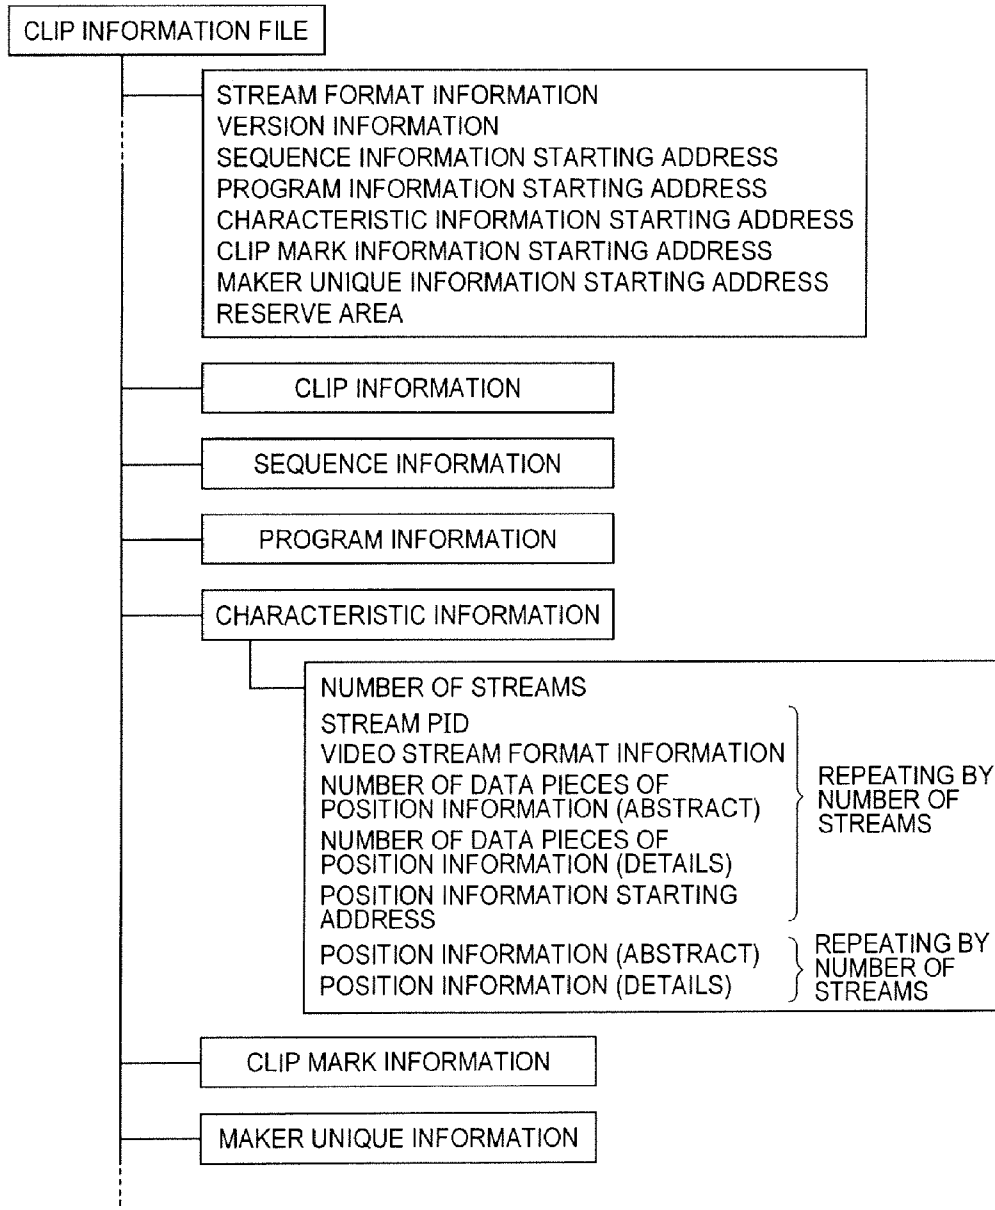 CLIP INFORMATION FILE
STREAM FORMAT INFORMATION
VERSION INFORMATION
SEQUENCE INFORMATION STARTING ADDRESS
PROGRAM INFORMATION STARTING ADDRESS
CHARACTERISTIC INFORMATION STARTING ADDRESS
CLIP MARK INFORMATION STARTING ADDRESS
MAKER UNIQUE INFORMATION STARTING ADDRESS
RESERVE AREA
CLIP INFORMATION
SEQUENCE INFORMATION
PROGRAM INFORMATION
CHARACTERISTIC INFORMATION
NUMBER OF STREAMS
STREAM PID
VIDEO STREAM FORMAT INFORMATION
NUMBER OF DATA PIECES OF
POSITION INFORMATION (ABSTRACT)
NUMBER OF DATA PIECES OF
POSITION INFORMATION (DETAILS)
POSITION INFORMATION STARTING
ADDRESS
REPEATING BY
NUMBER OF
STREAMS
POSITION INFORMATION (ABSTRACT)
POSITION INFORMATION (DETAILS)
REPEATING BY
NUMBER OF
STREAMS
CLIP MARK INFORMATION
MAKER UNIQUE INFORMATION